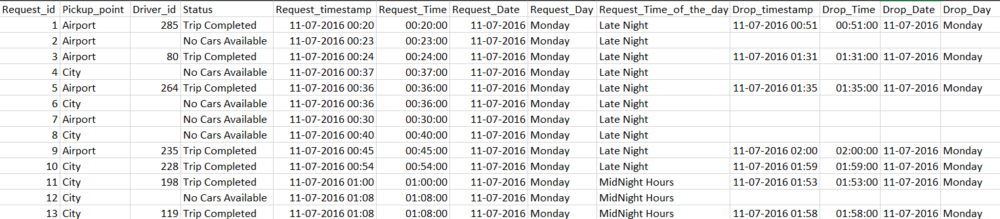 Request_id Pickup_point Driver_id Status Request_timestamp Request_Time Request_Date Request_Day Request_Time_of_the_day Drop_timestamp Drop_Time Drop_Date Drop_Day
1 Airport 285 Trip Completed 11-07-2016 00:20 00:20:00 11-07-2016 Monday Late Night 11-07-2016 00:51 00:51:00 11-07-2016 Monday
2 Airport No Cars Available 11-07-2016 00:23 00:23:00 11-07-2016 Monday Late Night
3 Airport 80 Trip Completed 11-07-2016 00:24 00:24:00 11-07-2016 Monday Late Night 11-07-2016 01:31 01:31:00 11-07-2016 Monday
4 City No Cars Available 11-07-2016 00:37 00:37:00 11-07-2016 Monday Late Night
5 Airport 264 Trip Completed 11-07-2016 00:36 00:36:00 11-07-2016 Monday Late Night 11-07-2016 01:35 01:35:00 11-07-2016 Monday
6 City No Cars Available 11-07-2016 00:36 00:36:00 11-07-2016 Monday Late Night
7 Airport No Cars Available 11-07-2016 00:30 00:30:00 11-07-2016 Monday Late Night
8 City No Cars Available 11-07-2016 00:40 00:40:00 11-07-2016 Monday Late Night
9 Airport 235 Trip Completed 11-07-2016 00:45 00:45:00 11-07-2016 Monday Late Night 11-07-2016 02:00 02:00:00 11-07-2016 Monday
10 City 228 Trip Completed 11-07-2016 00:54 00:54:00 11-07-2016 Monday Late Night 11-07-2016 01:59 01:59:00 11-07-2016 Monday
11 City 198 Trip Completed 11-07-2016 01:00 01:00:00 11-07-2016 Monday MidNight Hours 11-07-2016 01:53 01:53:00 11-07-2016 Monday
12 City No Cars Available 11-07-2016 01:08 01:08:00 11-07-2016 Monday MidNight Hours
13 City 119 Trip Completed 11-07-2016 01:08 01:08:00 11-07-2016 Monday MidNight Hours 11-07-2016 01:58 01:58:00 11-07-2016 Monday